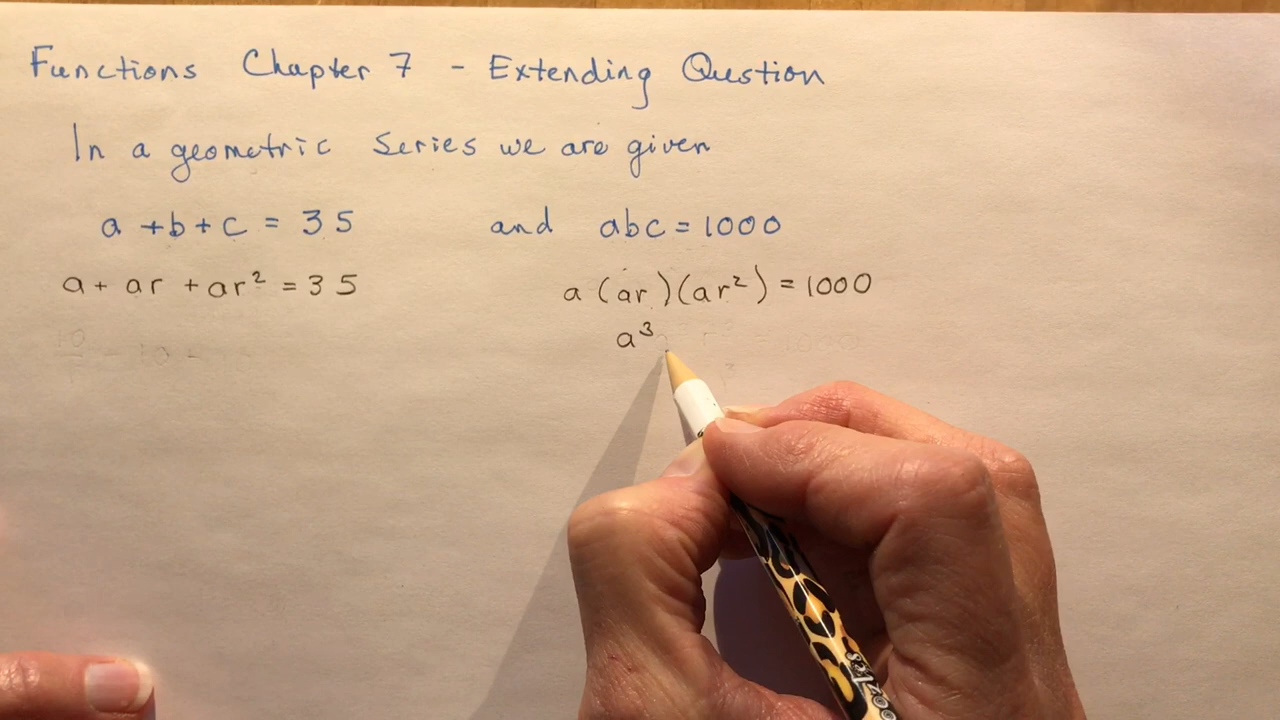 Functions Chapter 7 - Extending Question
In a geometric series we are given
a + b + c = 35 and abc = 1000
a + ar + ar² = 35 a (ar)(ar²) = 1000
a³